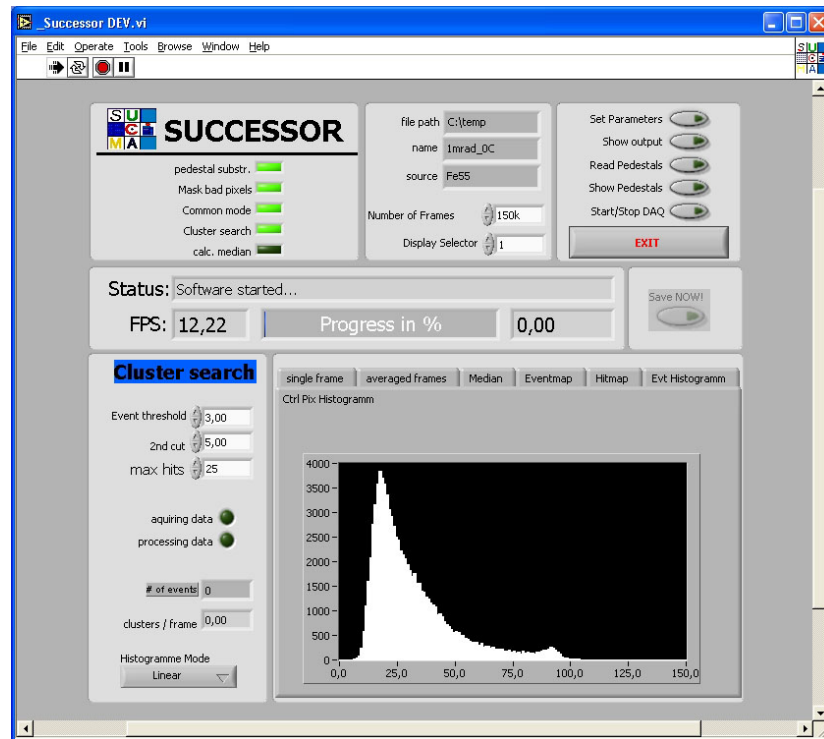 _Successor DEV.vi
File Edit Operate Tools Browse Window Help
SUCCESSOR
pedestal substr.
Mask bad pixels
Common mode
Cluster search
calc. median
file path C:\temp
name 1mrad_0C
source Fe55
Number of Frames 150k
Display Selector 1
Set Parameters
Show output
Read Pedestals
Show Pedestals
Start/Stop DAQ
EXIT
Status: Software started...
FPS: 12,22 Progress in % 0,00
Save NOW!
Cluster search
Event threshold 3,00
2nd cut 5,00
max hits 25
aquiring data
processing data
# of events 0
clusters / frame 0,00
Histogramme Mode
Linear
single frame averaged frames Median Eventmap Hitmap Evt Histogramm
Ctrl Pix Histogramm
4000
3500
3000
2500
2000
1500
1000
500
0
0,0 25,0 50,0 75,0 100,0 125,0 150,0